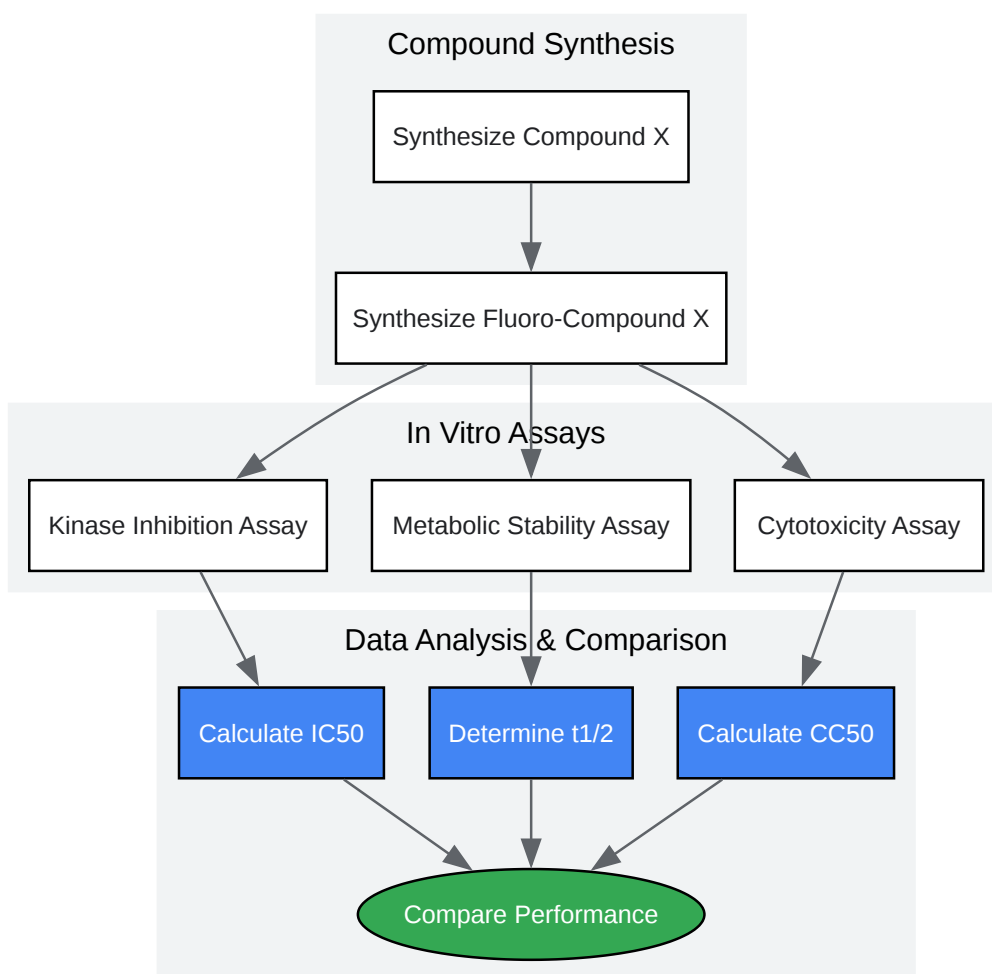 Compound Synthesis
Synthesize Compound X
Synthesize Fluoro-Compound X
In Vitro Assays
Kinase Inhibition Assay
Metabolic Stability Assay
Cytotoxicity Assay
Data Analysis & Comparison
Calculate IC50
Determine t1/2
Calculate CC50
Compare Performance